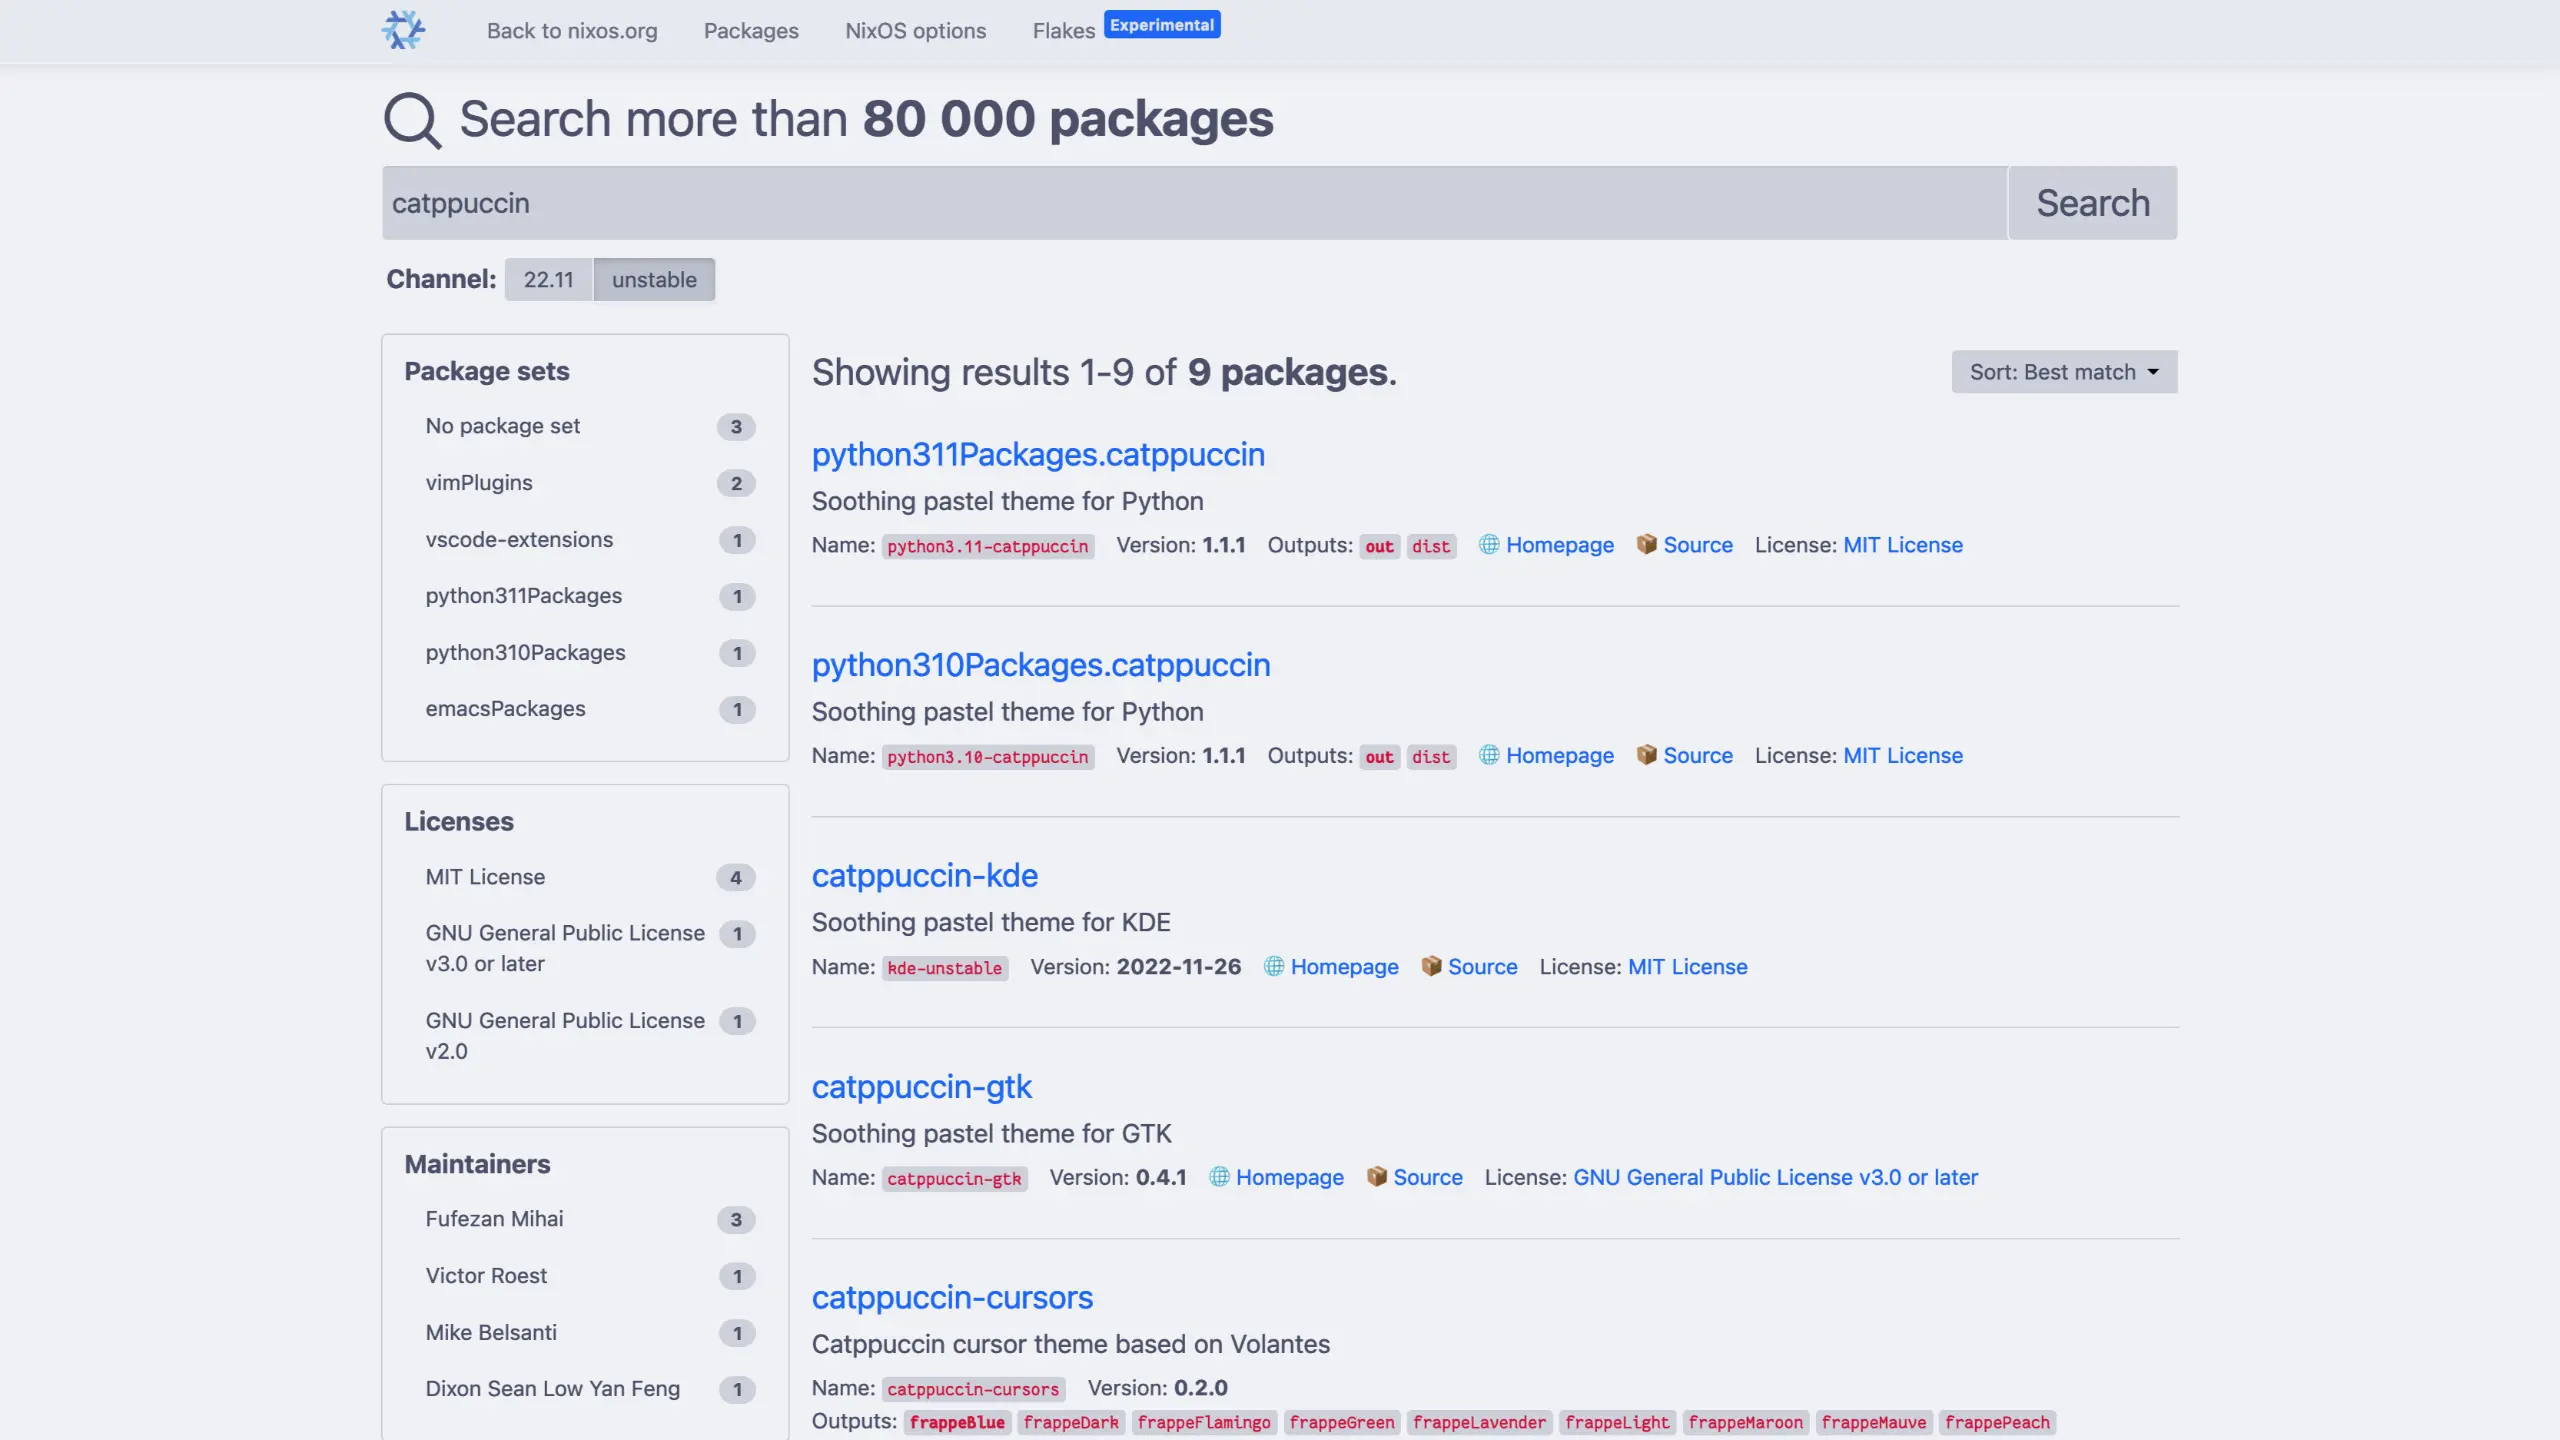 Back to nixos.org Packages NixOS options Flakes Experimental
Search more than 80 000 packages
catppuccin Search
Channel: 22.11 unstable
Package sets
No package set 3
vimPlugins 2
vscode-extensions 1
python311Packages 1
python310Packages 1
emacsPackages 1
Licenses
MIT License 4
GNU General Public License 1
v3.0 or later
GNU General Public License 1
v2.0
Maintainers
Fufezan Mihai 3
Victor Roest 1
Mike Belsanti 1
Dixon Sean Low Yan Feng 1
Showing results 1-9 of 9 packages.
Sort: Best match
python311Packages.catppuccin
Soothing pastel theme for Python
Name: python3.11-catppuccin Version: 1.1.1 Outputs: out dist Homepage Source License: MIT License
python310Packages.catppuccin
Soothing pastel theme for Python
Name: python3.10-catppuccin Version: 1.1.1 Outputs: out dist Homepage Source License: MIT License
catppuccin-kde
Soothing pastel theme for KDE
Name: kde-unstable Version: 2022-11-26 Homepage Source License: MIT License
catppuccin-gtk
Soothing pastel theme for GTK
Name: catppuccin-gtk Version: 0.4.1 Homepage Source License: GNU General Public License v3.0 or later
catppuccin-cursors
Catppuccin cursor theme based on Volantes
Name: catppuccin-cursors Version: 0.2.0
Outputs: frappeBlue frappeDark frappeFlamingo frappeGreen frappeLavender frappeLight frappeMaroon frappeMauve frappePeach